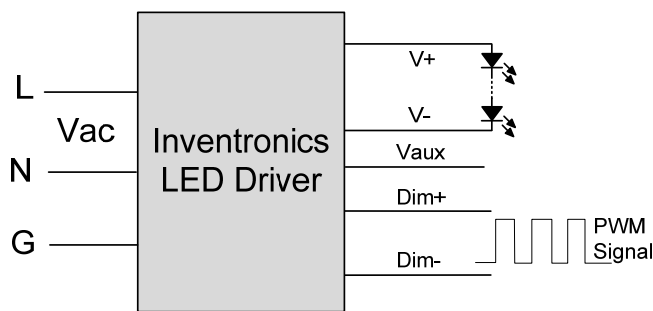 L
Vac
N
G
Inventronics
LED Driver
V+
V-
Vaux
Dim+
Dim-
PWM
Signal